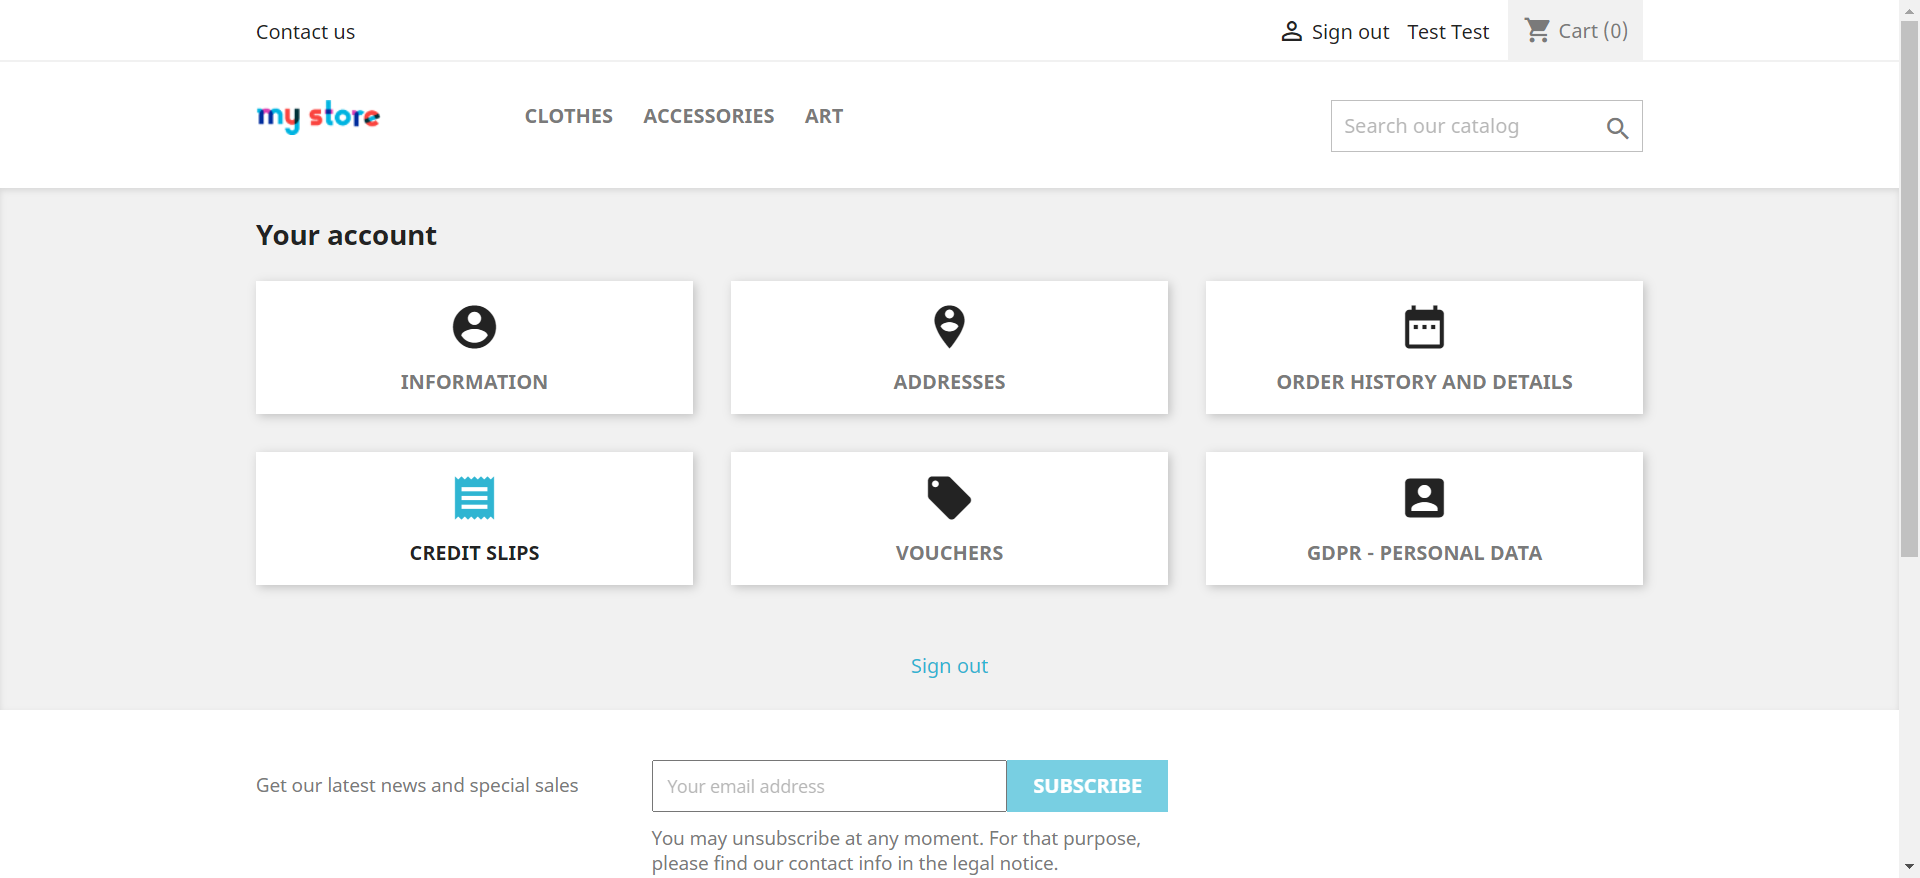 Contact us
Sign out Test Test Cart (0)
my store
CLOTHES ACCESSORIES ART
Search our catalog
Your account
INFORMATION
ADDRESSES
ORDER HISTORY AND DETAILS
CREDIT SLIPS
VOUCHERS
GDPR - PERSONAL DATA
Sign out
Get our latest news and special sales
Your email address
SUBSCRIBE
You may unsubscribe at any moment. For that purpose,
please find our contact info in the legal notice.